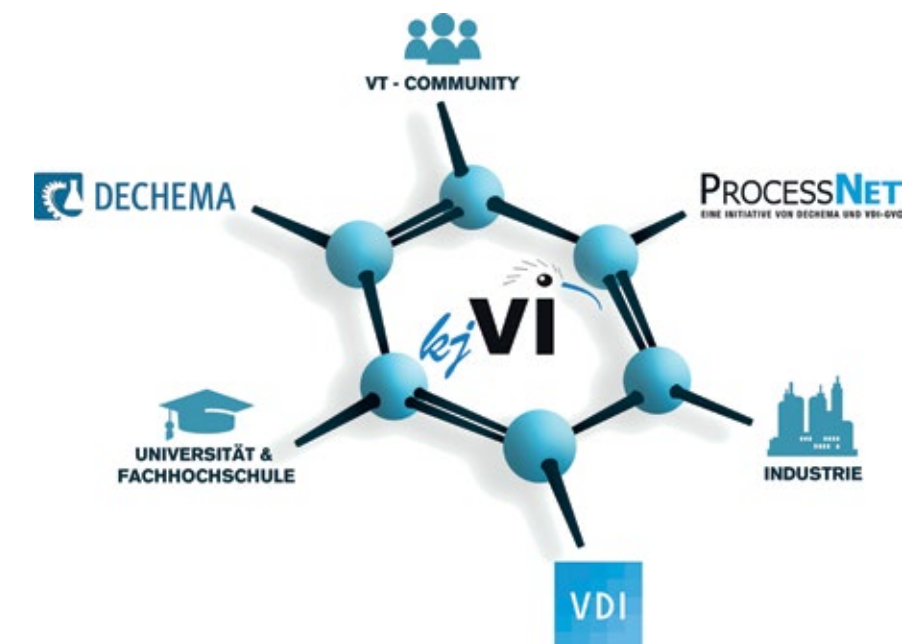 VT - COMMUNITY
DECHEMA
PROCESSNET
EINE INITIATIVE VON DECHEMA UND VDI-GVC
kjVi
UNIVERSITÄT &
FACHHOCHSCHULE
INDUSTRIE
VDI